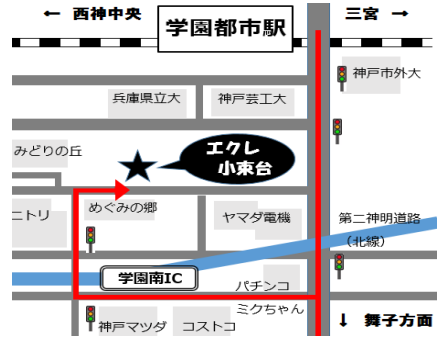 ← 西神中央
学園都市駅
三宮 →
神戸市外大
兵庫県立大
神戸芸工大
みどりの丘
エクレ
小束台
ニトリ
めぐみの郷
ヤマダ電機
第二神明道路
(北線)
学園南IC
パチンコ
ミクちゃん
神戸マツダ
コストコ
↓ 舞子方面